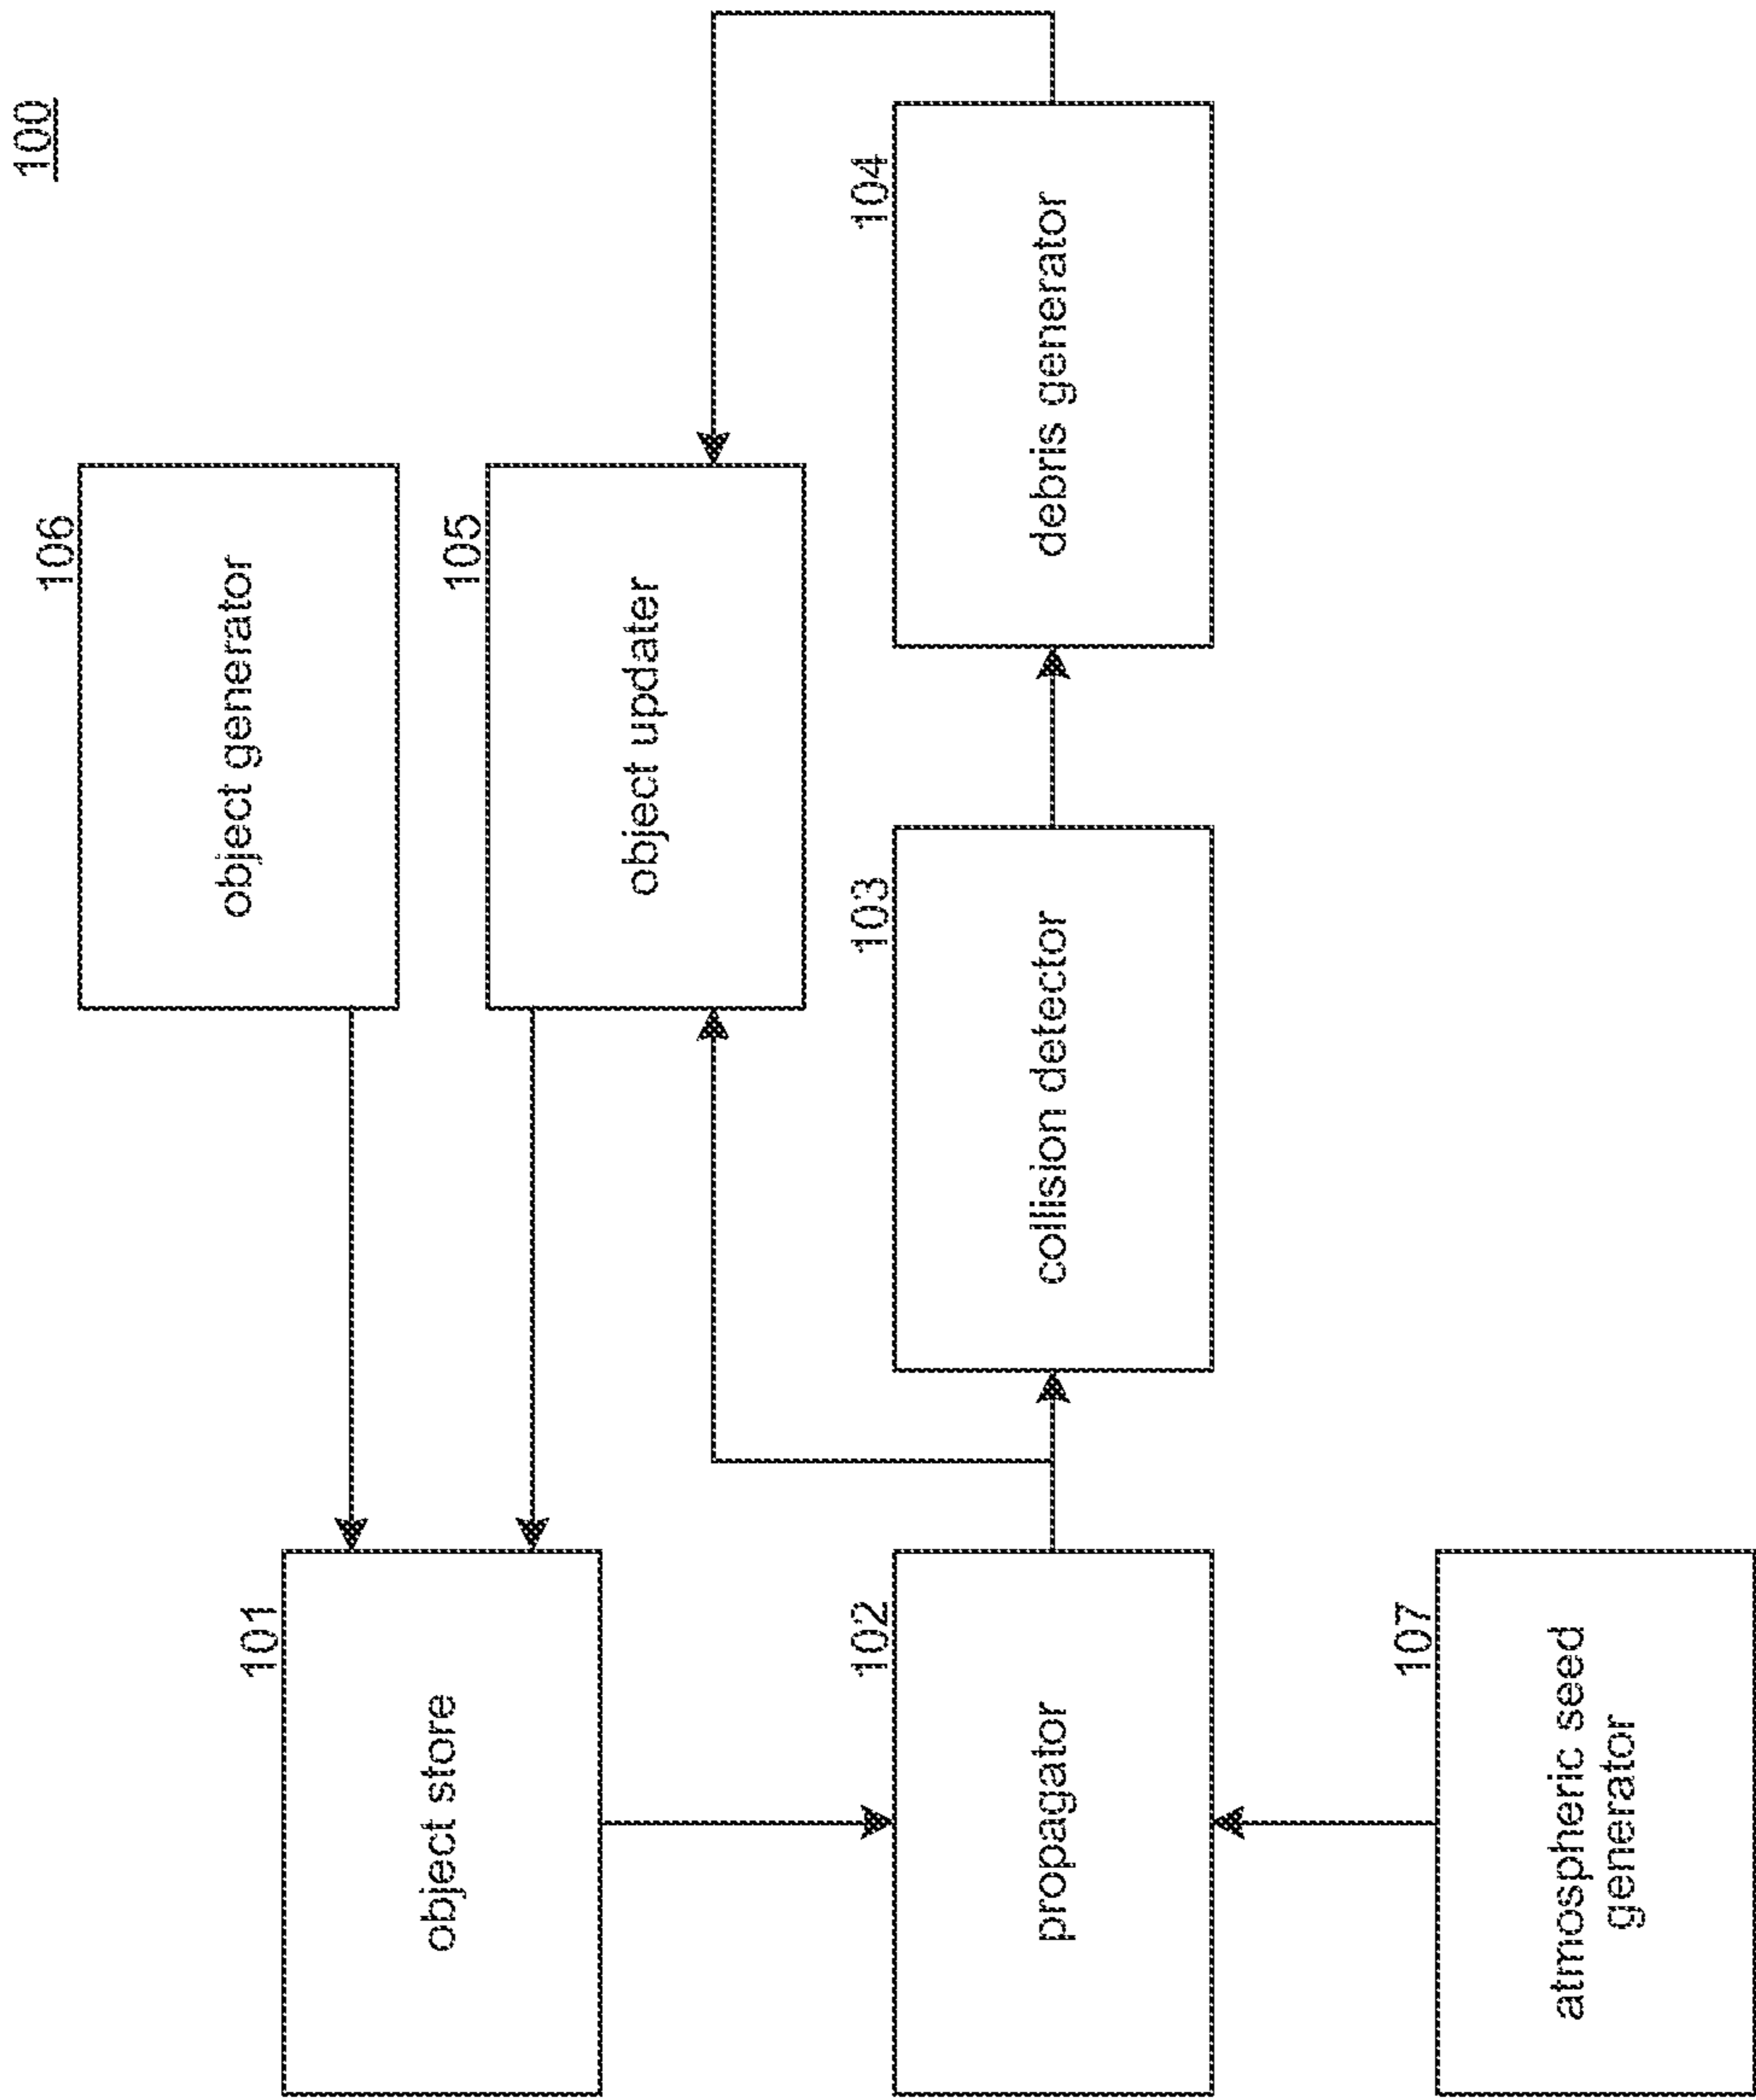 100
106
object generator
101
object store
105
object updater
102
propagator
103
collision detector
104
debris generator
107
atmospheric seed
generator